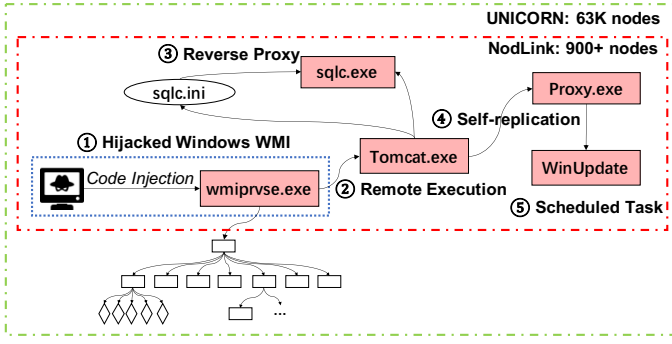 UNICORN: 63K nodes
NodLink: 900+ nodes
③ Reverse Proxy
sqlc.exe
sqlc.ini
Proxy.exe
④ Self-replication
① Hijacked Windows WMI
Tomcat.exe
WinUpdate
Code Injection
wmiprvse.exe
② Remote Execution
⑤ Scheduled Task
...